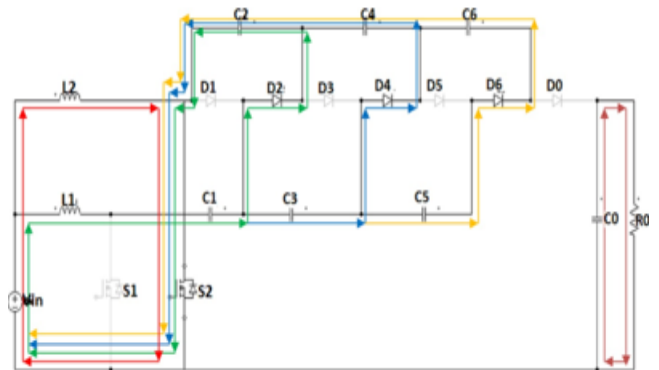 C2 C4 C6
L2 D1 D2 D3 D4 D5 D6 D0
L1 C1 C3 C5 C0 R0
Vin S1 S2